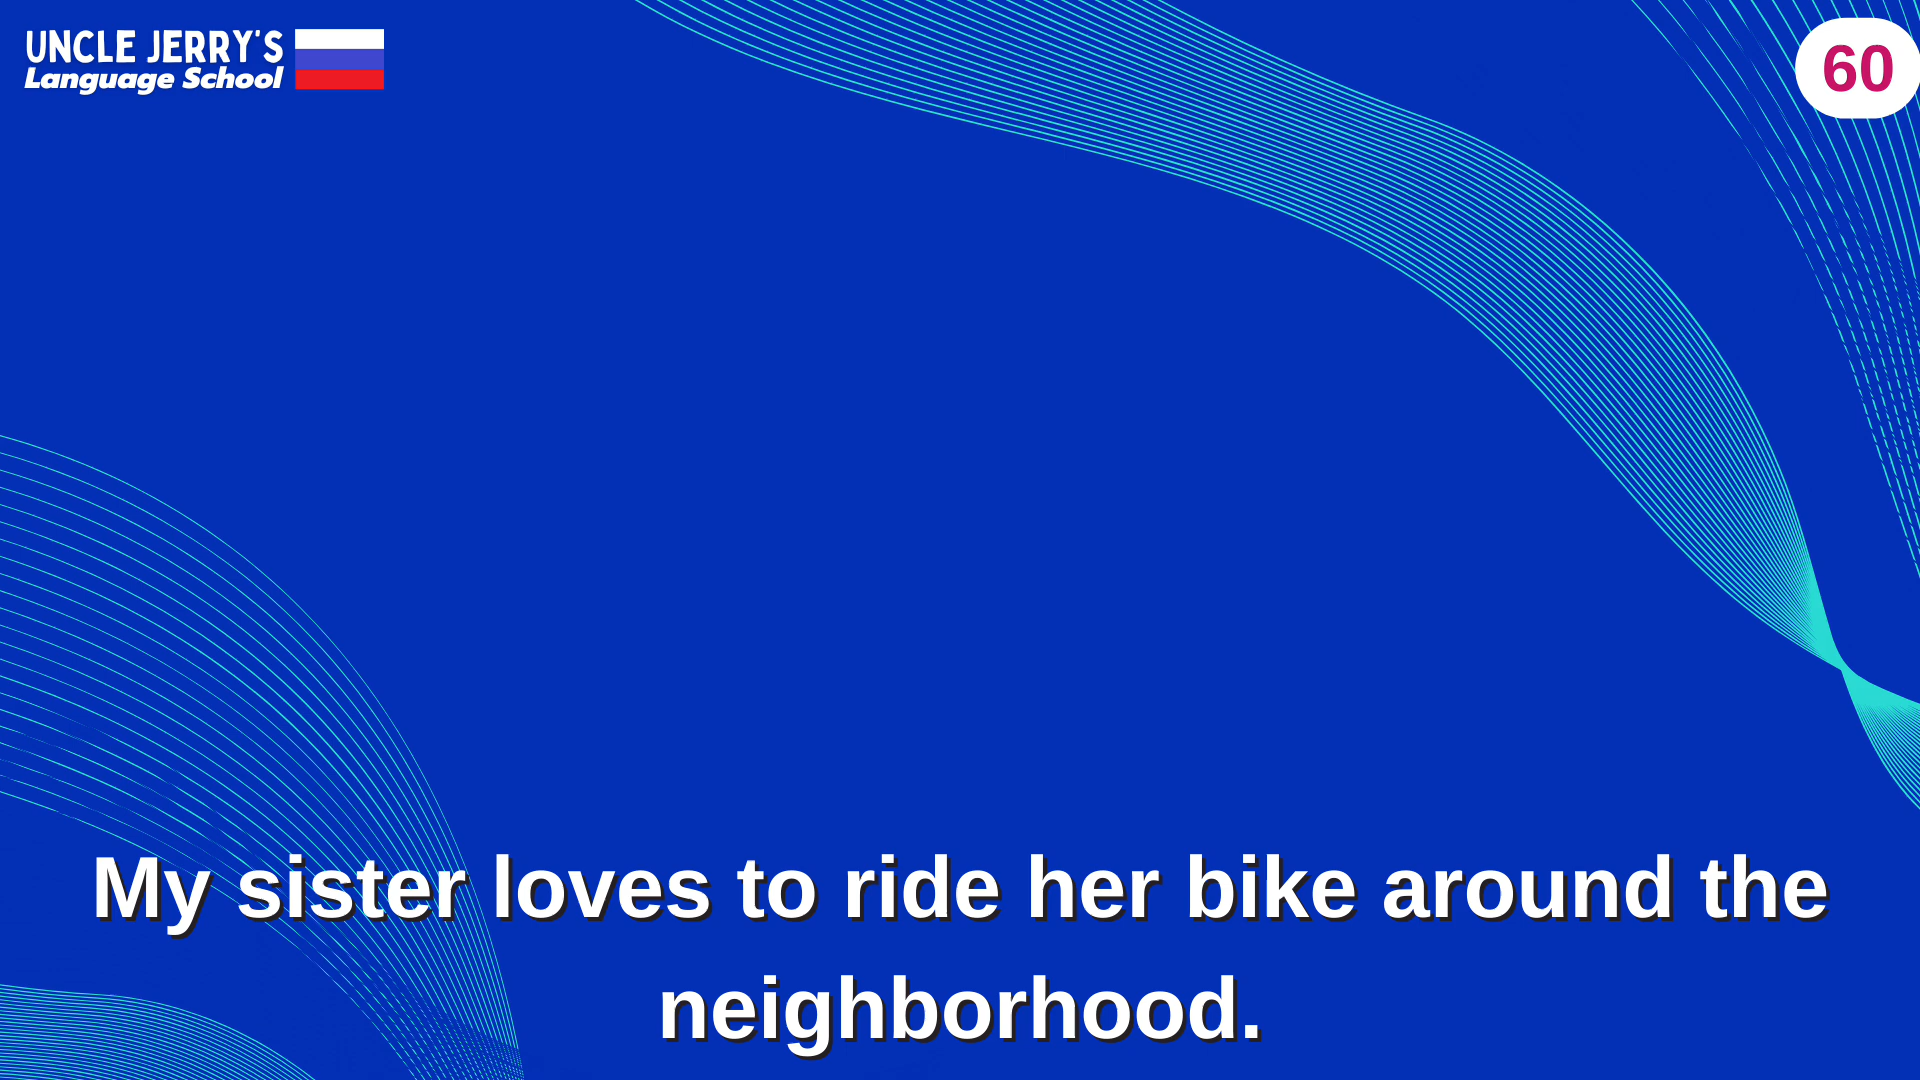 UNCLE JERRY'S
Language School
60
My sister loves to ride her bike around the
neighborhood.